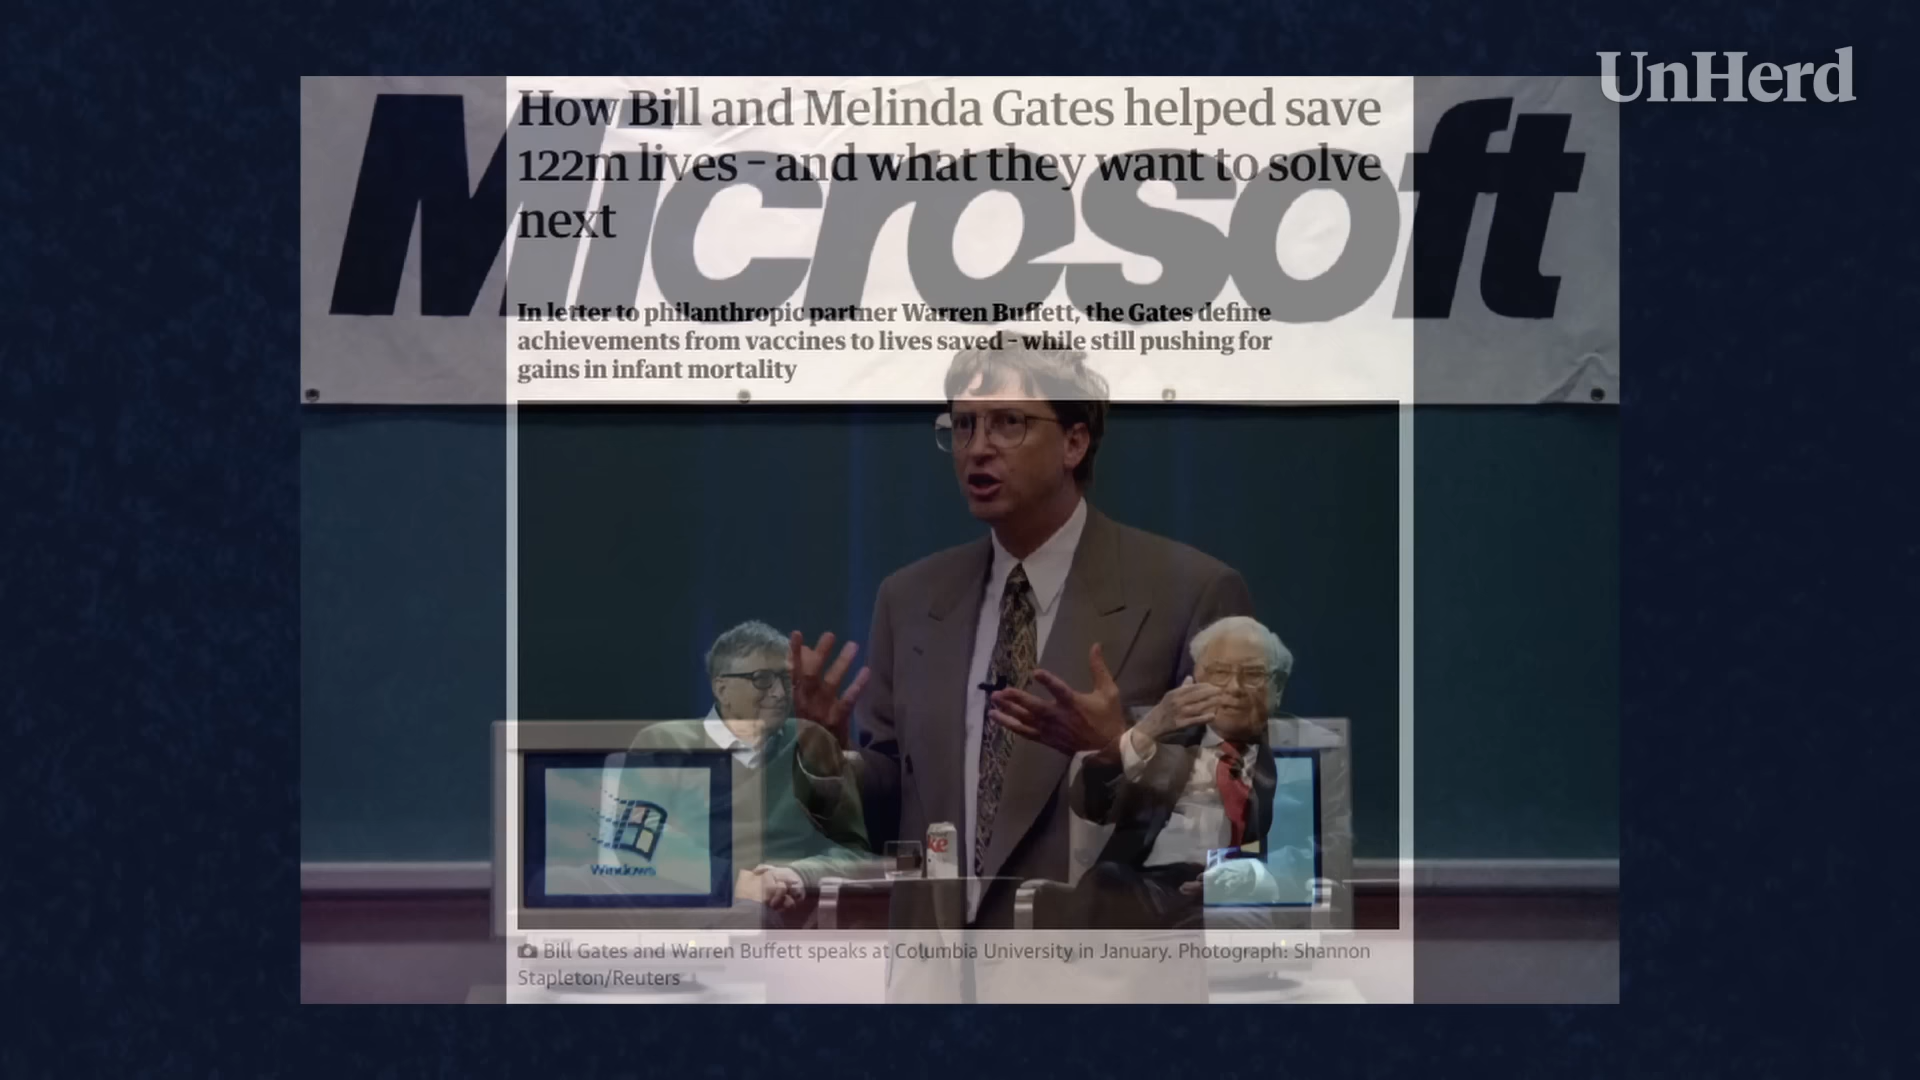 UnHerd
Microsoft
How Bill and Melinda Gates helped save
122m lives – and what they want to solve
next
In letter to philanthropic partner Warren Buffett, the Gates define
achievements from vaccines to lives saved – while still pushing for
gains in infant mortality
ke
Windows
Bill Gates and Warren Buffett speaks at Columbia University in January. Photograph: Shannon
Stapleton/Reuters